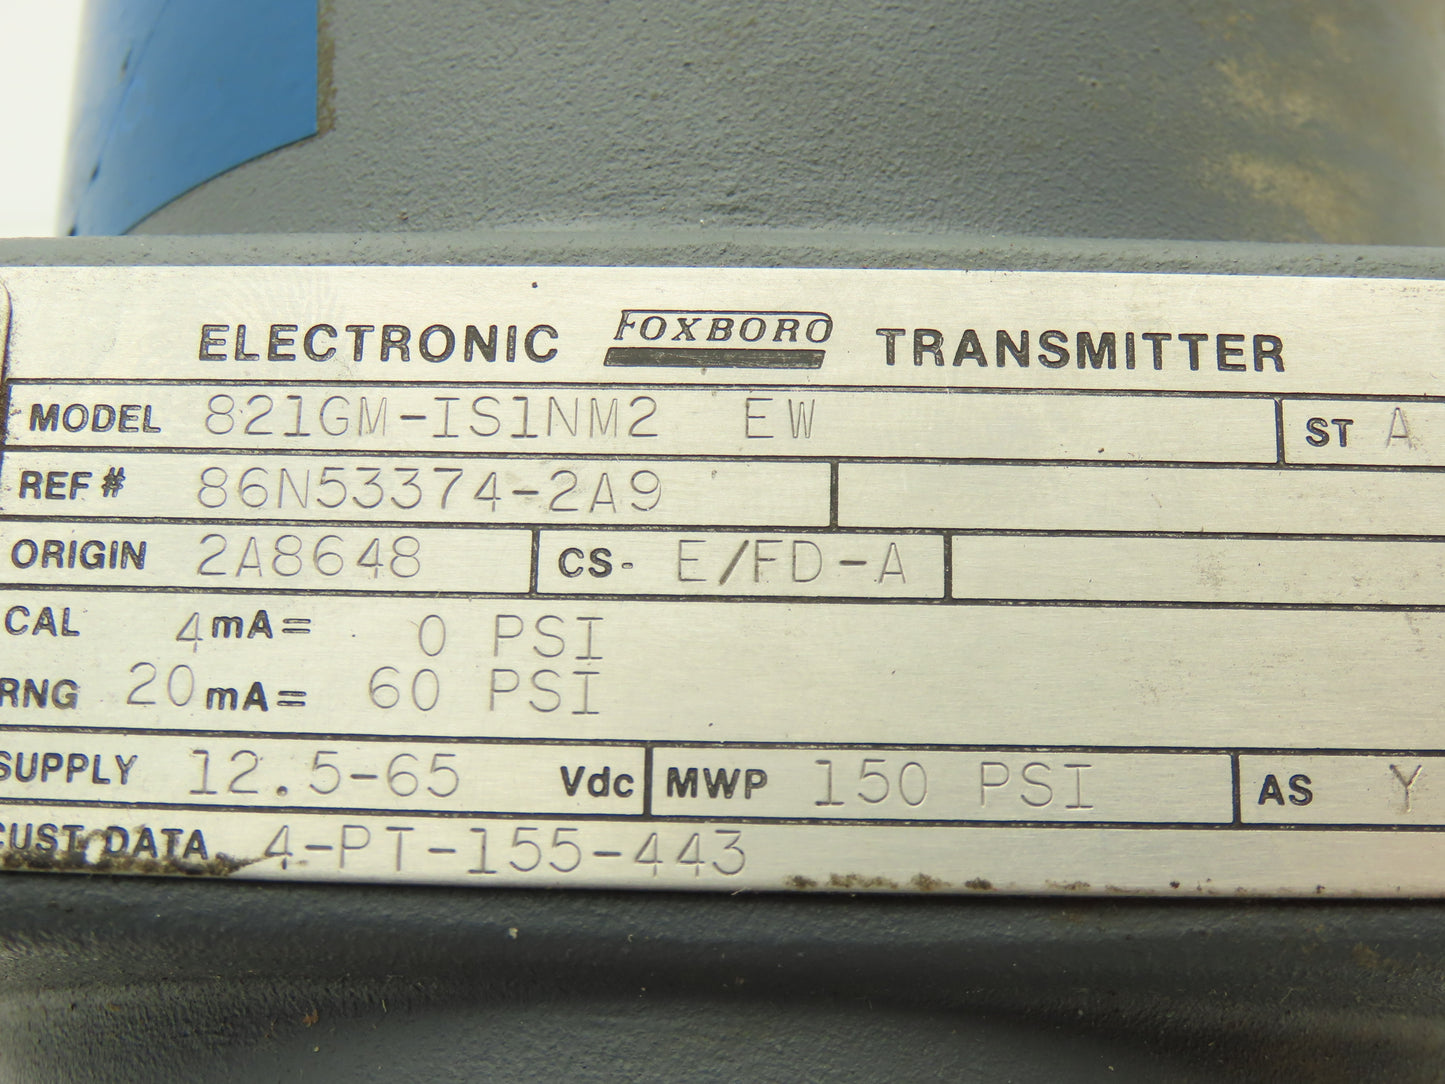 ELECTRONIC FOXBORO TRANSMITTER
MODEL 821GM-IS1NM2 EW ST A
REF # 86N53374-2A9
ORIGIN 2A8648 CS- E/FD-A
CAL 4mA= 0 PSI
RNG 20mA= 60 PSI
SUPPLY 12.5-65 Vdc MWP 150 PSI AS Y
CUST DATA 4-PT-155-443